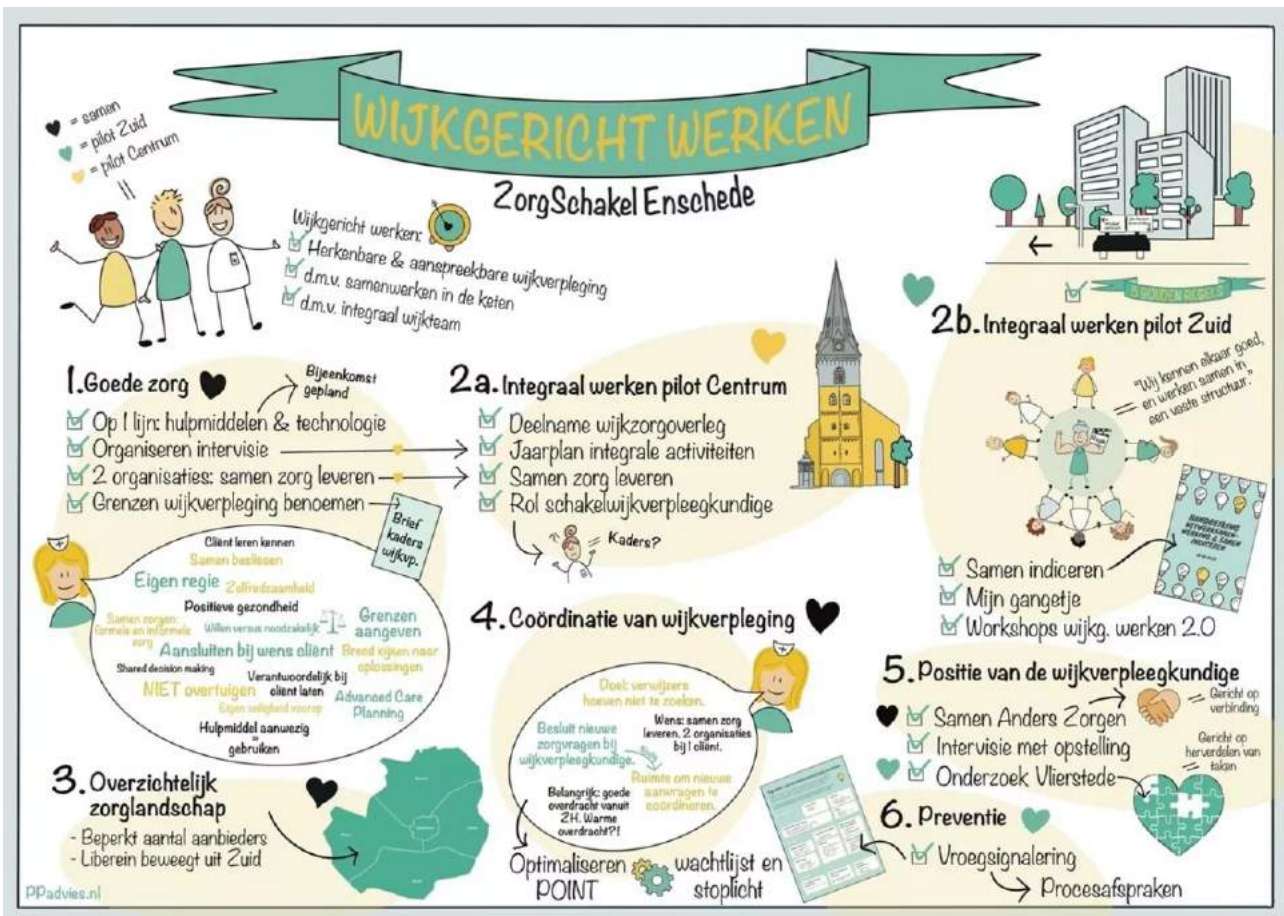 WIJKGERICHT WERKEN
ZorgSchakel Enschede
= samen
= pilot Zuid
= pilot Centrum
Wijkgericht werken:
Herkenbare & aanspreekbare wijkverpleging
d.m.v. samenwerken in de keten
d.m.v. integraal wijkteam
1. Goede zorg
Bijeenkomst
gepland
Op 1 lijn: hulpmiddelen & technologie
Organiseren intervisie
2 organisaties: samen zorg leveren
Grenzen wijkverpleging benoemen
Brief
kaders
wijkvp.
Cliënt leren kennen
Samen beslissen
Eigen regie
Zelfredzaamheid
Positieve gezondheid
Samen zorgen:
formele en informele
zorg
Willen versus noodzakelijk
Grenzen
aangeven
Aansluiten bij wens cliënt
Breed kijken naar
oplossingen
Shared decision making
Verantwoordelijk bij
cliënt laten
NIET overtuigen
Advanced Care
Planning
Eigen veiligheid voorop
Hulpmiddel aanwezig
=
gebruiken
2a. Integraal werken pilot Centrum
Deelname wijkzorgoverleg
Jaarplan integrale activiteiten
Samen zorg leveren
Rol schakelwijkverpleegkundige
= Kaders?
5 GOUDEN REGELS
2b. Integraal werken pilot Zuid
"Wij kennen elkaar goed,
en werken samen in
een vaste structuur."
Samen indiceren
Mijn gangetje
Workshops wijkg. werken 2.0
HANDREIKING
NETWERKSAMEN-
WERKING & SAMEN
INDICEREN
3. Overzichtelijk
zorglandschap
- Beperkt aantal aanbieders
- Liberein beweegt uit Zuid
4. Coördinatie van wijkverpleging
Doel: verwijzers
hoeven niet te zoeken.
Besluit nieuwe
zorgvragen bij
wijkverpleegkundige.
Wens: samen zorg
leveren. 2 organisaties
bij 1 cliënt.
Ruimte om nieuwe
aanvragen te
coördineren.
Belangrijk: goede
overdracht vanuit
2H. Warme
overdracht?!
Optimaliseren
POINT
wachtlijst en
stoplicht
5. Positie van de wijkverpleegkundige
Samen Anders Zorgen
Intervisie met opstelling
Onderzoek Vlierstede
= Gericht op
verbinding
Gericht op
= herverdelen van
taken
6. Preventie
Vroegsignalering
Procesafspraken
PPadvies.nl